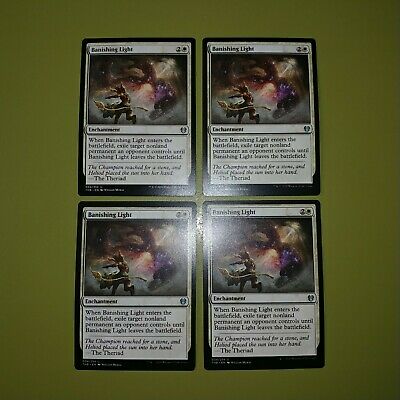 Banishing Light 2
Enchantment
When Banishing Light enters the
battlefield, exile target nonland
permanent an opponent controls until
Banishing Light leaves the battlefield.
The Champion reached for a stone, and
Heliod placed the sun into her hand.
—The Theriad
Banishing Light 2
Enchantment
When Banishing Light enters the
battlefield, exile target nonland
permanent an opponent controls until
Banishing Light leaves the battlefield.
The Champion reached for a stone, and
Heliod placed the sun into her hand.
—The Theriad
Banishing Light 2
Enchantment
When Banishing Light enters the
battlefield, exile target nonland
permanent an opponent controls until
Banishing Light leaves the battlefield.
The Champion reached for a stone, and
Heliod placed the sun into her hand.
—The Theriad
Banishing Light 2
Enchantment
When Banishing Light enters the
battlefield, exile target nonland
permanent an opponent controls until
Banishing Light leaves the battlefield.
The Champion reached for a stone, and
Heliod placed the sun into her hand.
—The Theriad